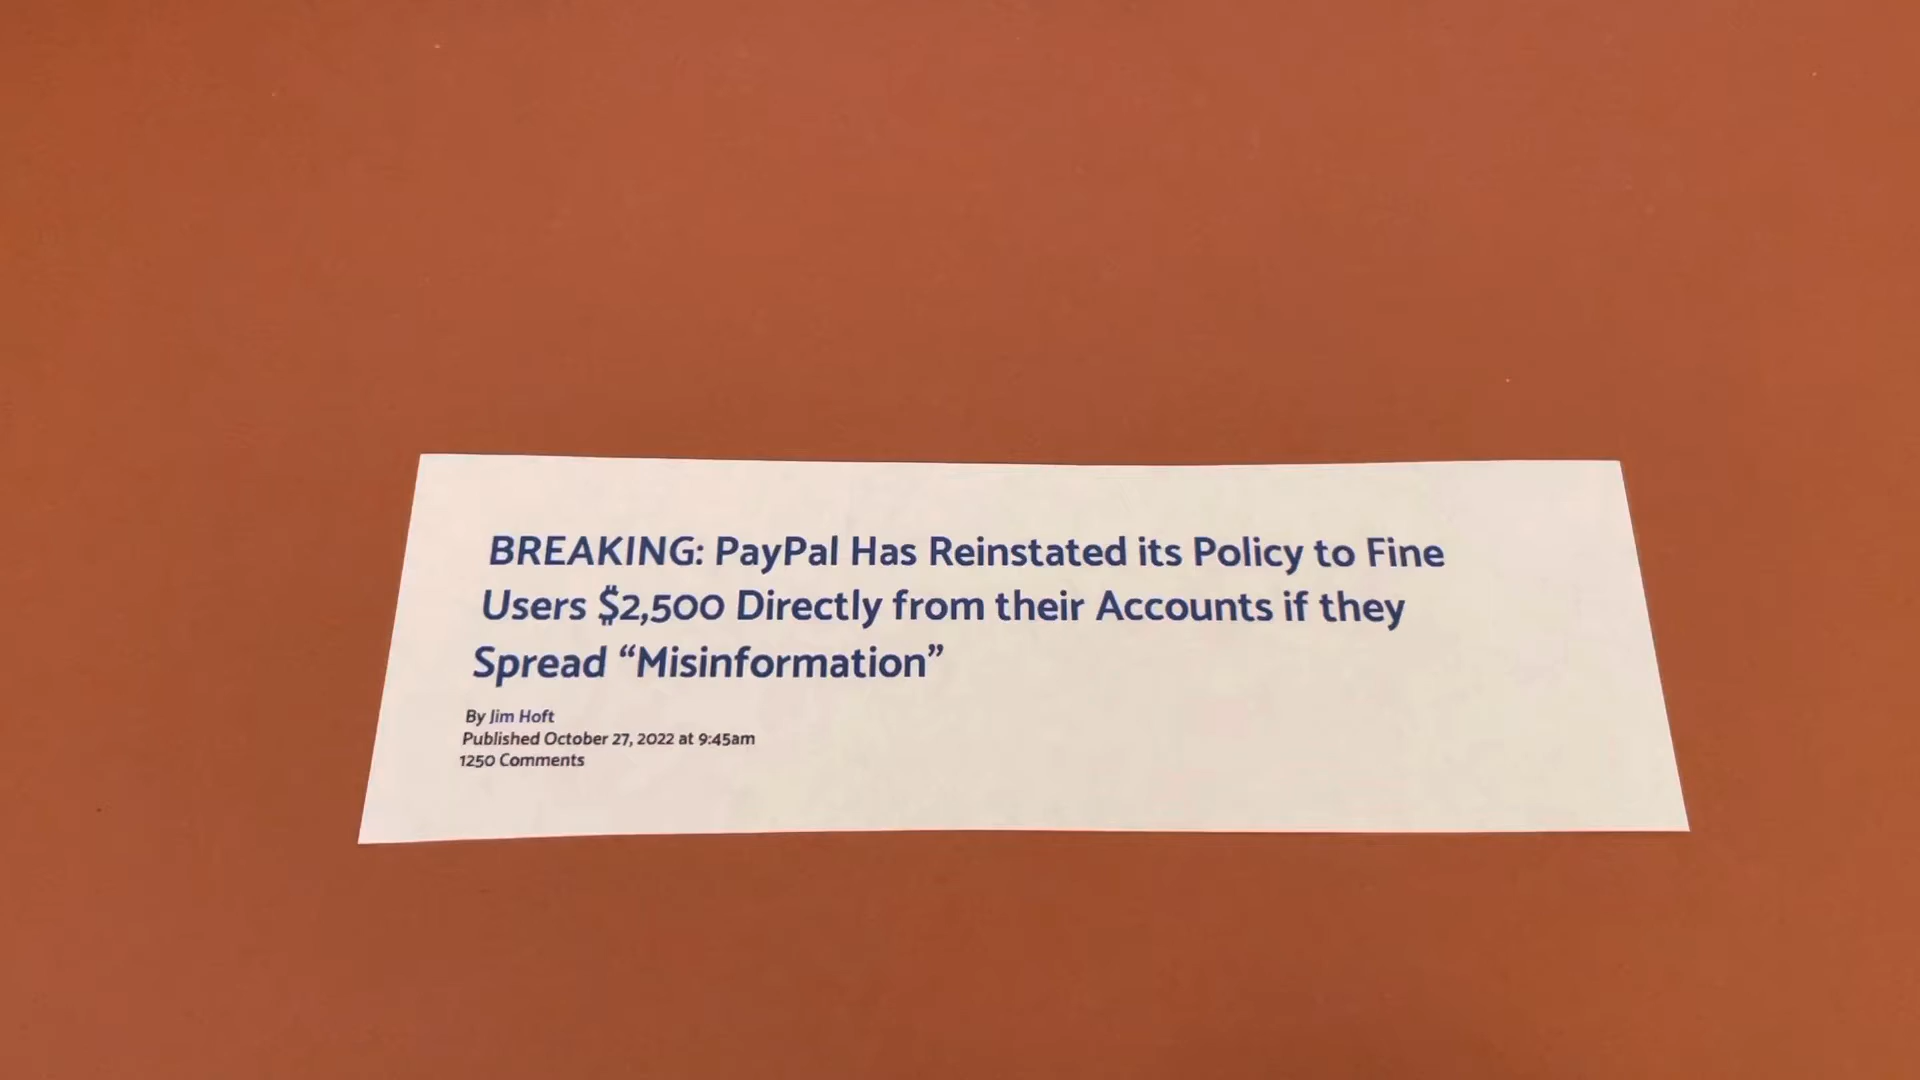 BREAKING: PayPal Has Reinstated its Policy to Fine
Users $2,500 Directly from their Accounts if they
Spread “Misinformation”
By Jim Hoft
Published October 27, 2022 at 9:45am
1250 Comments